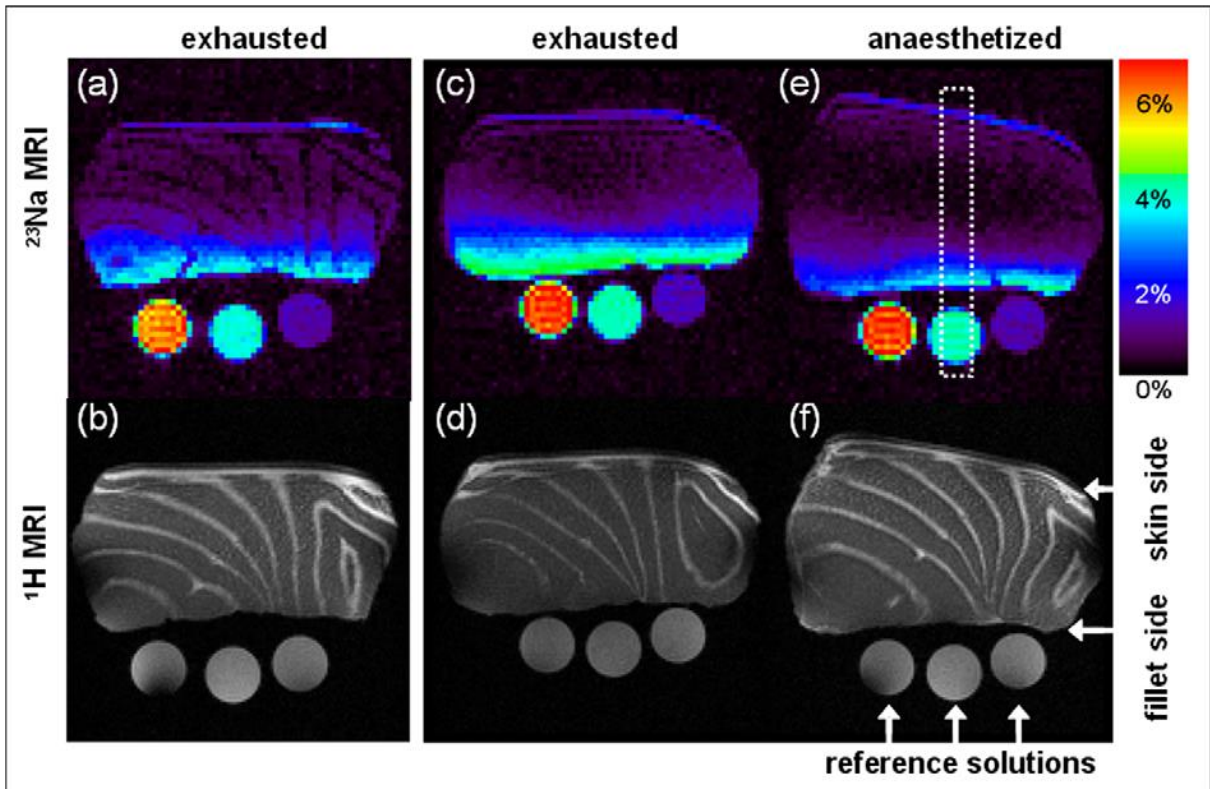 exhausted
exhausted
anaesthetized
(a)
(c)
(e)
6%
4%
2%
0%
²³Na MRI
(b)
(d)
(f)
¹H MRI
skin side
fillet side
reference solutions